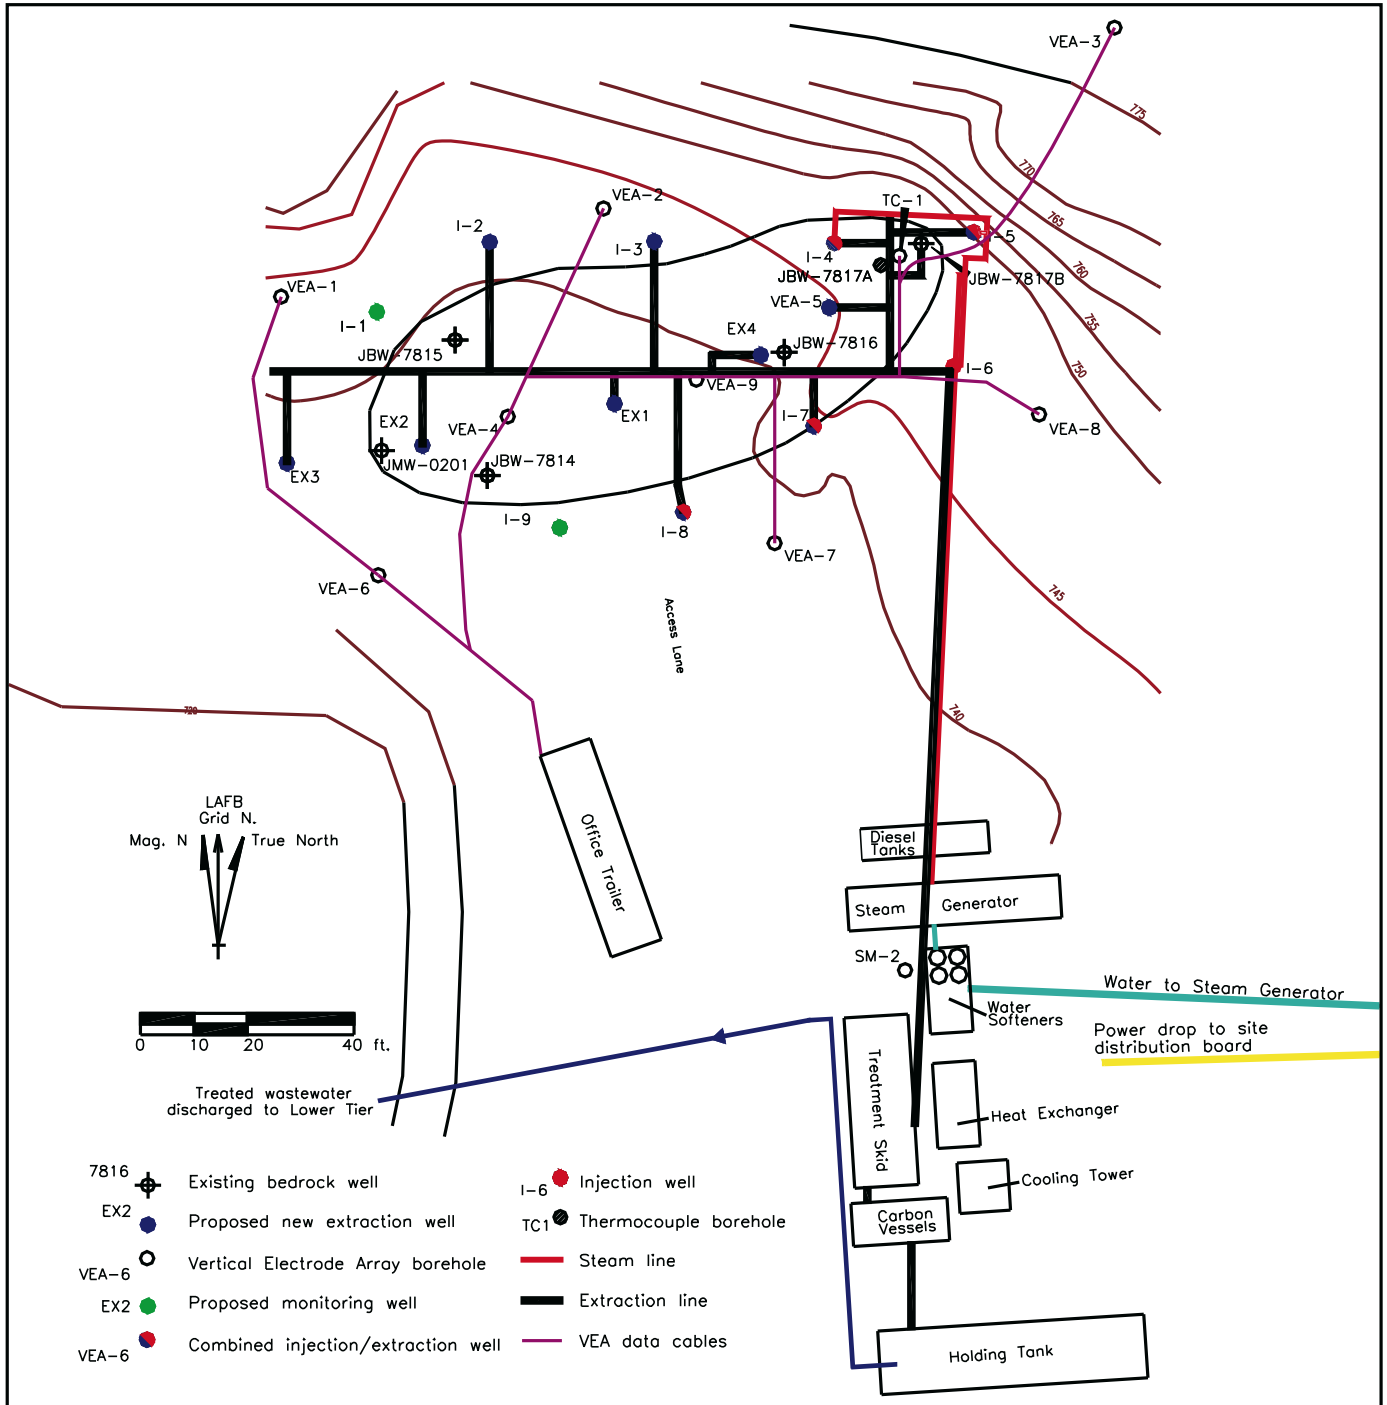 VEA-3
775
770
VEA-2
TC-1
765
I-2
I-3
I-4
I-5
760
JBW-7817A
JBW-7817B
VEA-1
VEA-5
I-1
EX4
755
JBW-7815
JBW-7816
I-6
750
VEA-9
EX2
VEA-4
EX1
I-7
VEA-8
JMW-0201
JBW-7814
EX3
I-9
I-8
VEA-7
VEA-6
745
Access Lane
720
740
LAFB
Grid N.
Mag. N
True North
Office Trailer
Diesel
Tanks
Steam Generator
SM-2
Water to Steam Generator
Water
Softeners
0 10 20 40 ft.
Power drop to site
distribution board
Treatment Skid
Treated wastewater
discharged to Lower Tier
Heat Exchanger
Cooling Tower
Carbon
Vessels
Holding Tank
7816
Existing bedrock well
EX2
Proposed new extraction well
VEA-6
Vertical Electrode Array borehole
EX2
Proposed monitoring well
VEA-6
Combined injection/extraction well
I-6
Injection well
TC1
Thermocouple borehole
Steam line
Extraction line
VEA data cables